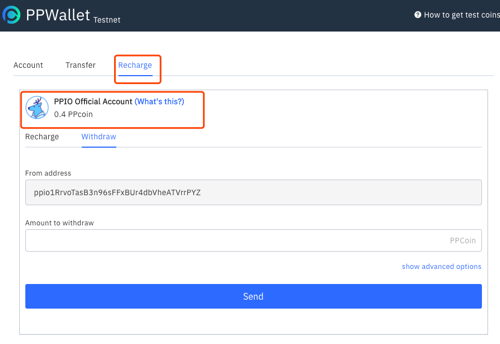 PPWallet Testnet
How to get test coins
Account Transfer Recharge
PPIO Official Account (What's this?)
0.4 PPcoin
Recharge Withdraw
From address
ppio1RrvoTasB3n96sFFxBUr4dbVheATVrrPYZ
Amount to withdraw
PPCoin
show advanced options
Send